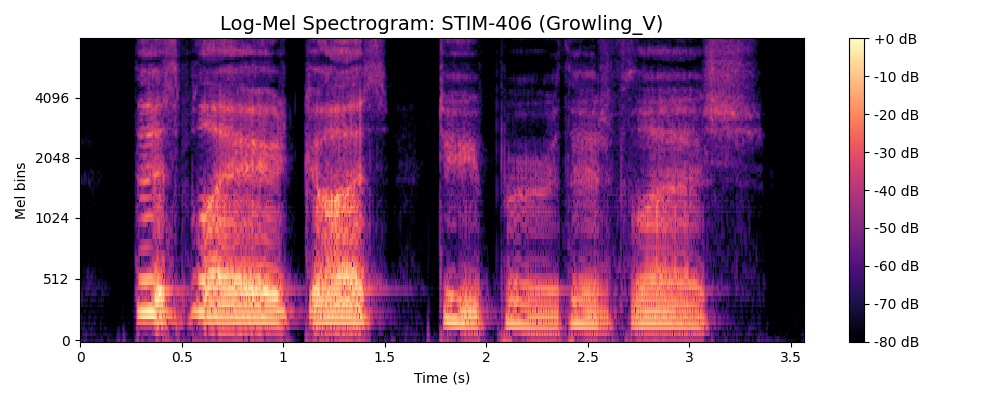 Log-Mel Spectrogram: STIM-406 (Growling_V)
Mel bins
4096
2048
1024
512
0
0
0.5
1
1.5
2
2.5
3
3.5
Time (s)
+0 dB
-10 dB
-20 dB
-30 dB
-40 dB
-50 dB
-60 dB
-70 dB
-80 dB